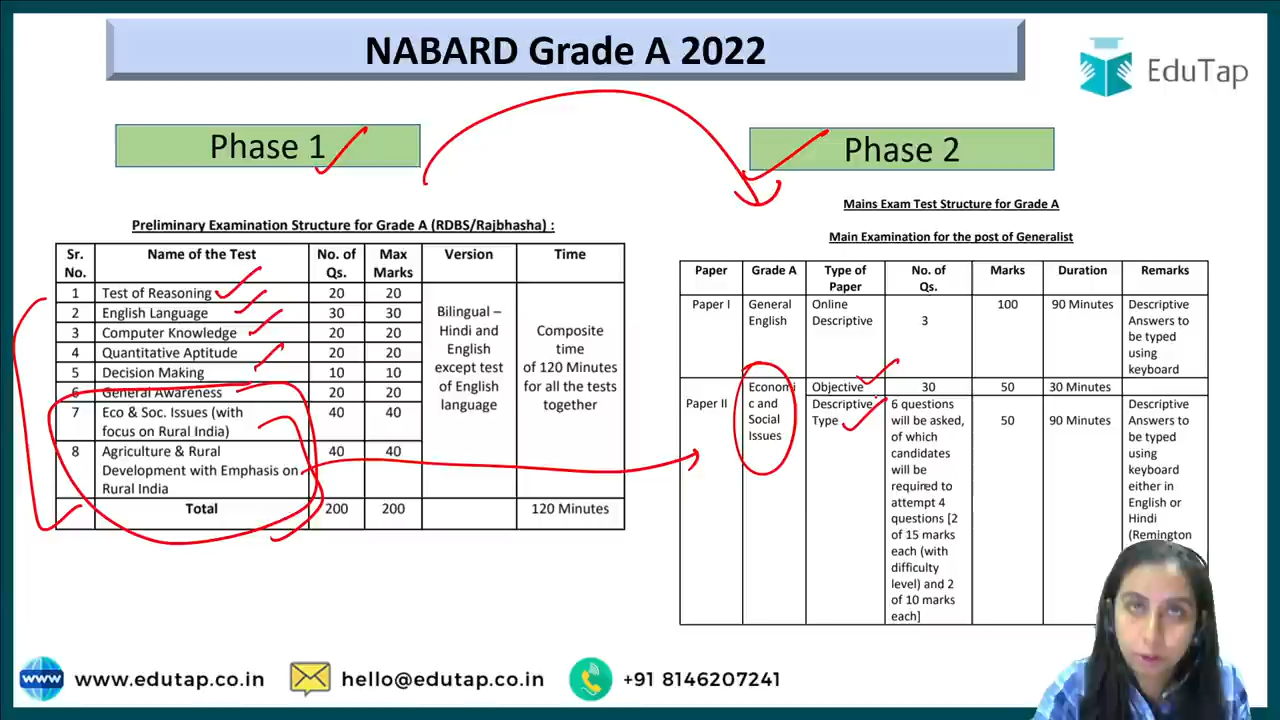 NABARD Grade A 2022
EduTap
Phase 1
Phase 2
Preliminary Examination Structure for Grade A (RDBS/Rajbhasha) :
Sr. No. Name of the Test No. of Qs. Max Marks Version Time
1 Test of Reasoning 20 20
2 English Language 30 30
3 Computer Knowledge 20 20
4 Quantitative Aptitude 20 20
5 Decision Making 10 10
6 General Awareness 20 20
7 Eco & Soc. Issues (with 40 40
focus on Rural India)
8 Agriculture & Rural 40 40
Development with Emphasis on
Rural India
Bilingual –
Hindi and
English
except test
of English
language
Composite
time
of 120 Minutes
for all the tests
together
Total 200 200 120 Minutes
Mains Exam Test Structure for Grade A
Main Examination for the post of Generalist
Paper Grade A Type of Paper No. of Qs. Marks Duration Remarks
Paper I General English Online Descriptive 3 100 90 Minutes
Descriptive
Answers to
be typed
using
keyboard
Paper II
Economi
c and
Social
Issues
Objective 30 50 30 Minutes
Descriptive
Type
6 questions
will be asked,
of which
candidates
will be
required to
attempt 4
questions [2
of 15 marks
each (with
difficulty
level) and 2
of 10 marks
each]
50 90 Minutes
Descriptive
Answers to
be typed
using
keyboard
either in
English or
Hindi
(Remington
www.edutap.co.in
hello@edutap.co.in
+91 8146207241